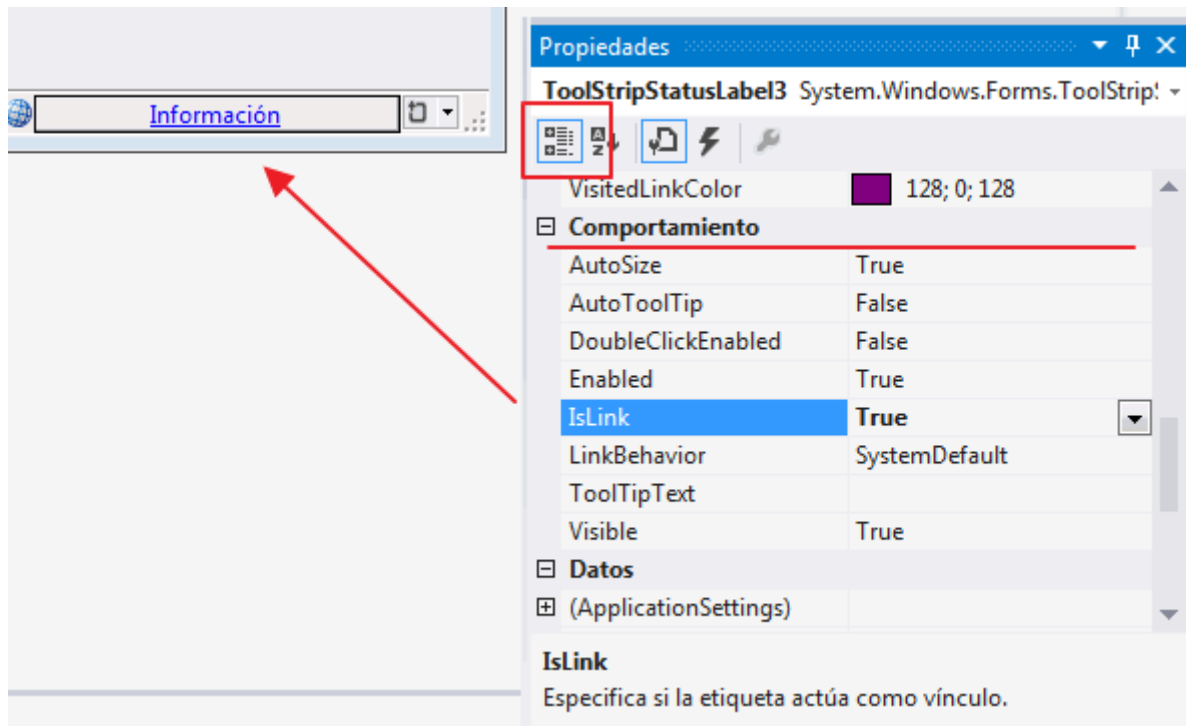 Información
Propiedades
ToolStripStatusLabel3 System.Windows.Forms.ToolStrip
VisitedLinkColor 128; 0; 128
Comportamiento
AutoSize True
AutoToolTip False
DoubleClickEnabled False
Enabled True
IsLink True
LinkBehavior SystemDefault
ToolTipText
Visible True
Datos
(ApplicationSettings)
IsLink
Especifica si la etiqueta actúa como vínculo.